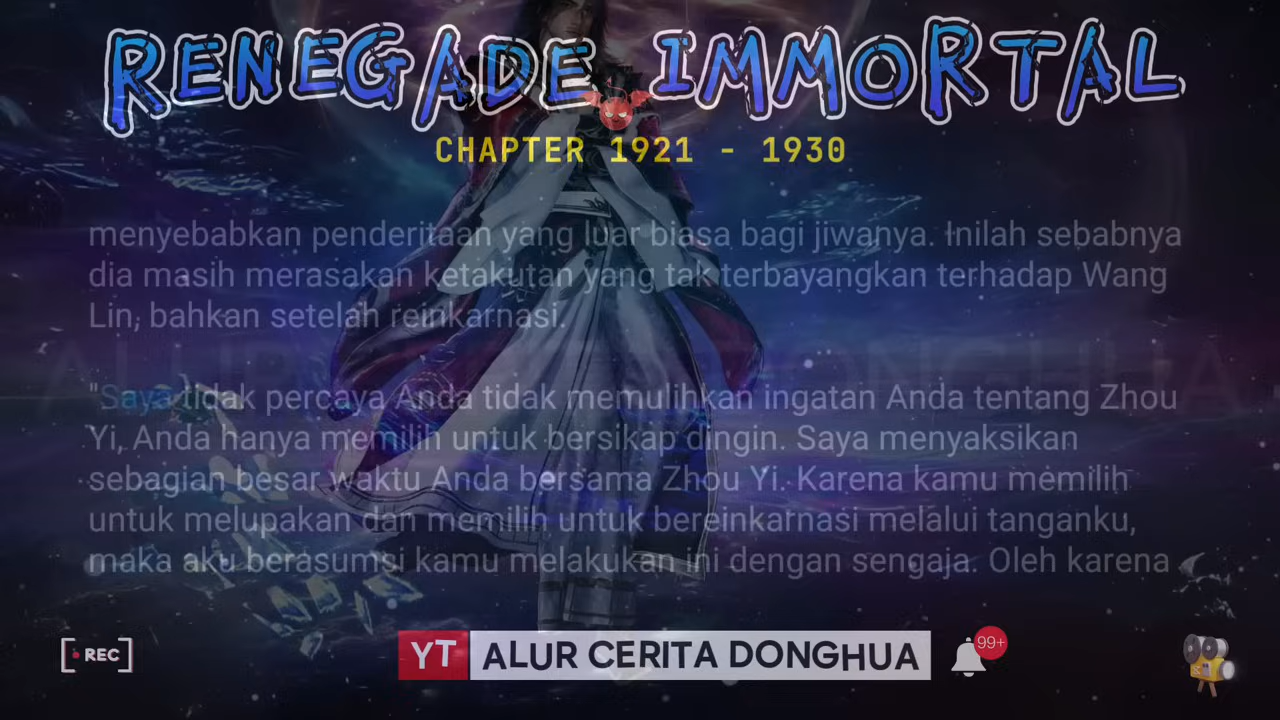 RENEGADE IMMORTAL
CHAPTER 1921 - 1930
menyebabkan penderitaan yang luar biasa bagi jiwanya. Inilah sebabnya
dia masih merasakan ketakutan yang tak terbayangkan terhadap Wang
Lin, bahkan setelah reinkarnasi.
"Saya tidak percaya Anda tidak memulihkan ingatan Anda tentang Zhou
Yi, Anda hanya memilih untuk bersikap dingin. Saya menyaksikan
sebagian besar waktu Anda bersama Zhou Yi. Karena kamu memilih
untuk melupakan dan memilih untuk bereinkarnasi melalui tanganku,
maka aku berasumsi kamu melakukan ini dengan sengaja. Oleh karena
REC
YT ALUR CERITA DONGHUA
99+